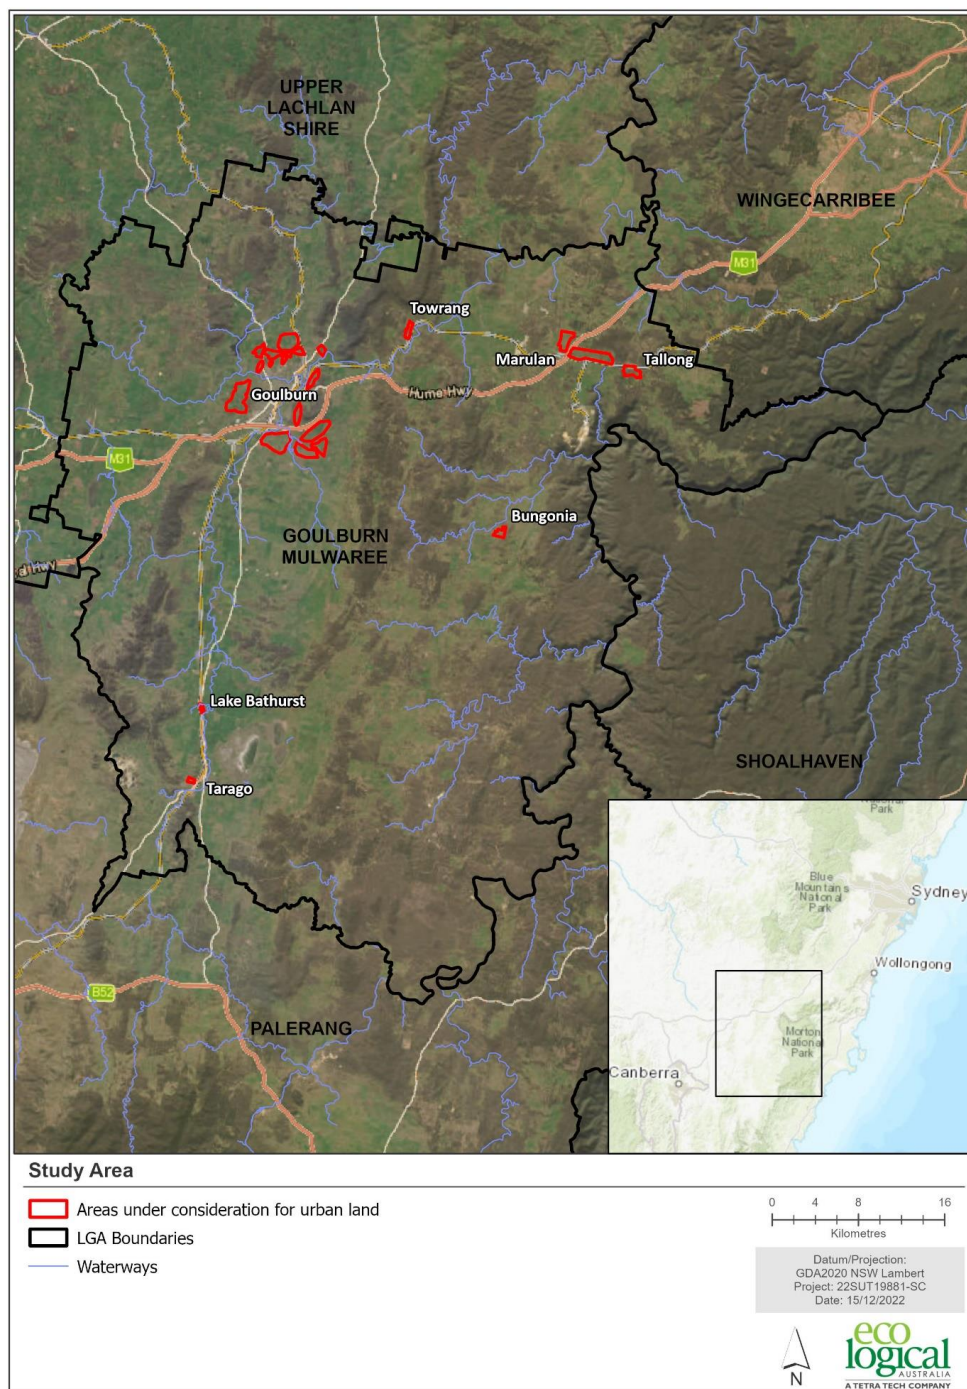 UPPER
LACHLAN
SHIRE
WINGECARRIBEE
M31
Towrang
Marulan
Tallong
Goulburn
Hume Hwy
M31
Bungonia
GOULBURN
MULWAREE
Hwy
Lake Bathurst
SHOALHAVEN
Tarago
National
Park
Blue
Mountains
National
Park
Sydney
Wollongong
B52
PALERANG
Morton
National
Park
Canberra
Study Area
Areas under consideration for urban land
LGA Boundaries
Waterways
0 4 8 16
Kilometres
Datum/Projection:
GDA2020 NSW Lambert
Project: 22SUT19881-SC
Date: 15/12/2022
N
eco
logical
AUSTRALIA
A TETRA TECH COMPANY